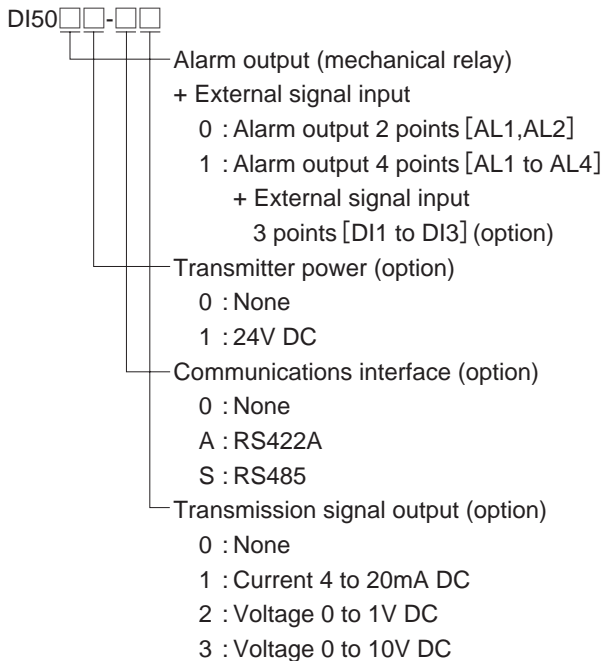 DI50□□-□□
Alarm output (mechanical relay)
+ External signal input
0 : Alarm output 2 points [AL1,AL2]
1 : Alarm output 4 points [AL1 to AL4]
+ External signal input
3 points [DI1 to DI3] (option)
Transmitter power (option)
0 : None
1 : 24V DC
Communications interface (option)
0 : None
A : RS422A
S : RS485
Transmission signal output (option)
0 : None
1 : Current 4 to 20mA DC
2 : Voltage 0 to 1V DC
3 : Voltage 0 to 10V DC